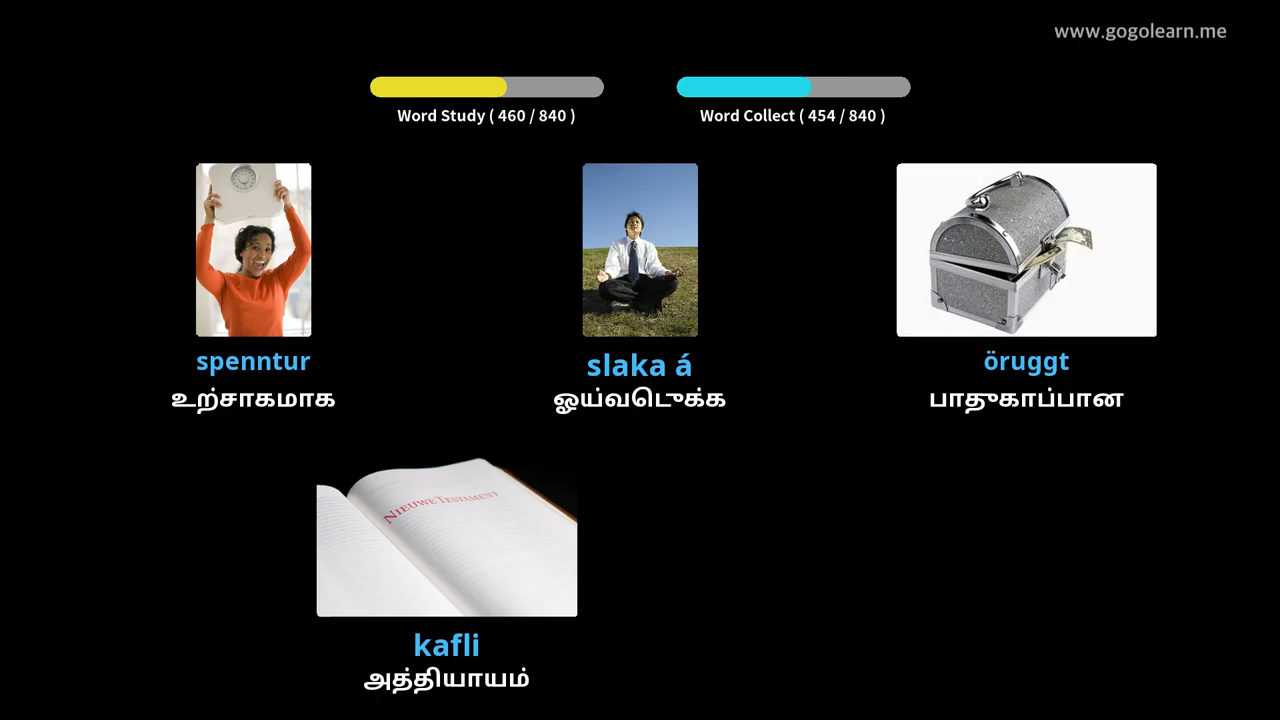 www.gogolearn.me
Word Study ( 460 / 840 )
Word Collect ( 454 / 840 )
spenntur
உற்சாகமாக
slaka á
ஓய்வெடுக்க
öruggt
பாதுகாப்பான
NIEUWE TESTAMENT
kafli
அத்தியாயம்